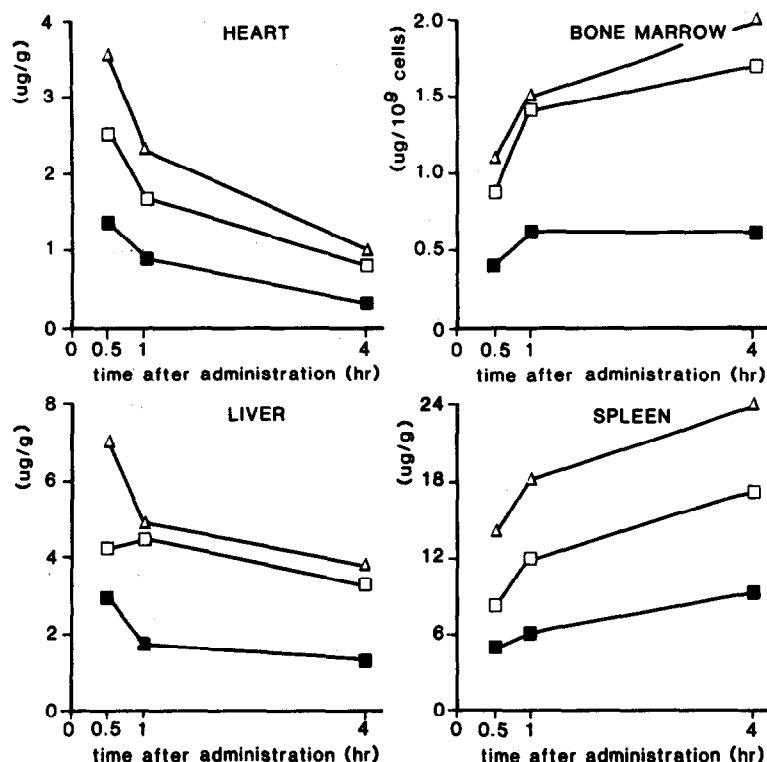 HEART
(ug/g)
4
3
2
1
0
0 0.5 1 4
time after administration (hr)
BONE MARROW
(ug/10⁹ cells)
2.0
1.5
1.0
0.5
0
0 0.5 1 4
time after administration (hr)
LIVER
(ug/g)
8
6
4
2
0
0 0.5 1 4
time after administration (hr)
SPLEEN
(ug/g)
24
18
12
6
0
0 0.5 1 4
time after administration (hr)